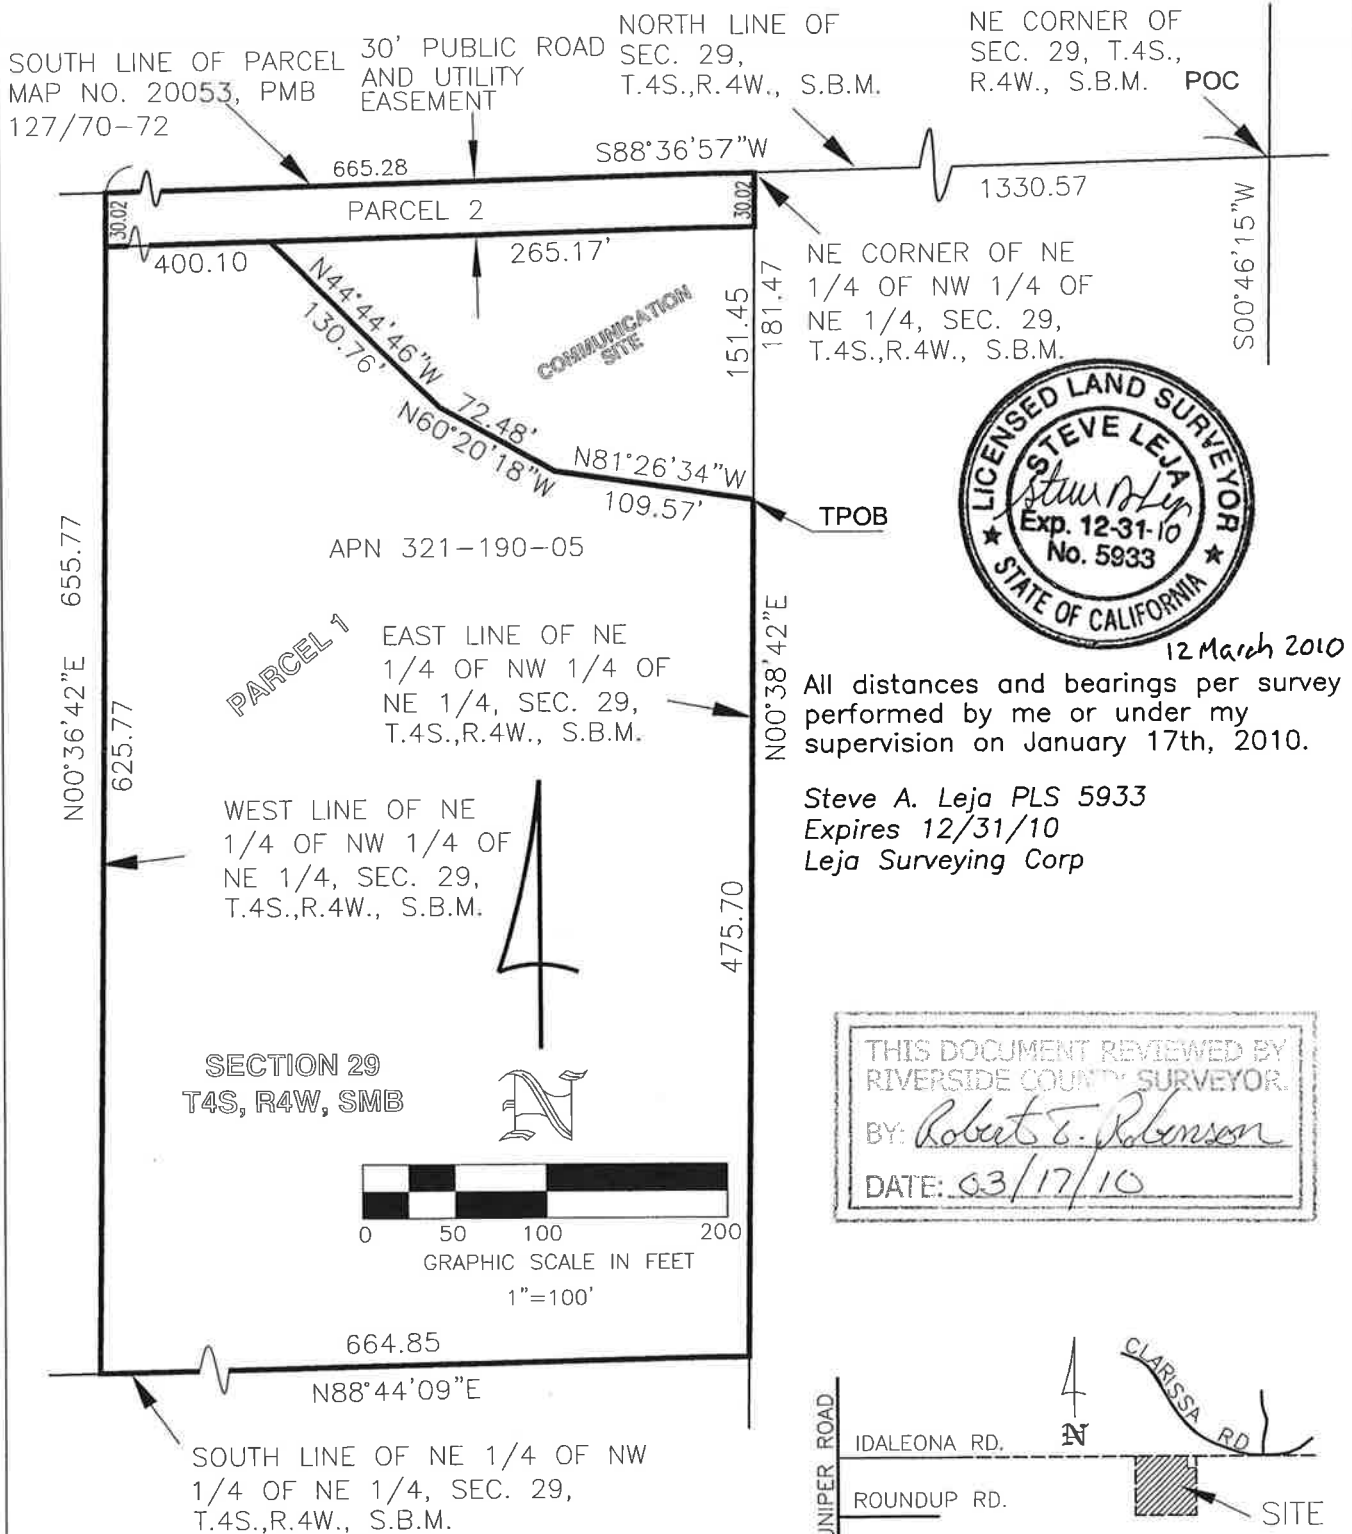 SOUTH LINE OF PARCEL
MAP NO. 20053, PMB
127/70-72
30' PUBLIC ROAD
AND UTILITY
EASEMENT
NORTH LINE OF
SEC. 29,
T.4S.,R.4W., S.B.M.
NE CORNER OF
SEC. 29, T.4S.,
R.4W., S.B.M.
POC
665.28
S88°36'57"W
1330.57
S00°46'15"W
30.02
PARCEL 2
30.02
400.10
265.17'
N44°44'46"W
130.76'
COMMUNICATION
SITE
151.45
181.47
NE CORNER OF NE
1/4 OF NW 1/4 OF
NE 1/4, SEC. 29,
T.4S.,R.4W., S.B.M.
72.48'
N60°20'18"W
N81°26'34"W
109.57'
TPOB
LICENSED LAND SURVEYOR
STEVE LEJA
Exp. 12-31-10
No. 5933
STATE OF CALIFORNIA
12 March 2010
APN 321-190-05
N00°36'42"E 655.77
625.77
PARCEL 1
EAST LINE OF NE
1/4 OF NW 1/4 OF
NE 1/4, SEC. 29,
T.4S.,R.4W., S.B.M.
N00°38'42"E
All distances and bearings per survey
performed by me or under my
supervision on January 17th, 2010.
Steve A. Leja PLS 5933
Expires 12/31/10
Leja Surveying Corp
WEST LINE OF NE
1/4 OF NW 1/4 OF
NE 1/4, SEC. 29,
T.4S.,R.4W., S.B.M.
475.70
SECTION 29
T4S, R4W, SMB
N
THIS DOCUMENT REVIEWED BY
RIVERSIDE COUNTY SURVEYOR.
BY: Robert T. Robinson
DATE: 03/17/10
0 50 100 200
GRAPHIC SCALE IN FEET
1"=100'
664.85
N88°44'09"E
SOUTH LINE OF NE 1/4 OF NW
1/4 OF NE 1/4, SEC. 29,
T.4S.,R.4W., S.B.M.
UNIPER ROAD
IDALEONA RD.
ROUNDUP RD.
N
CLARISSA RD
SITE